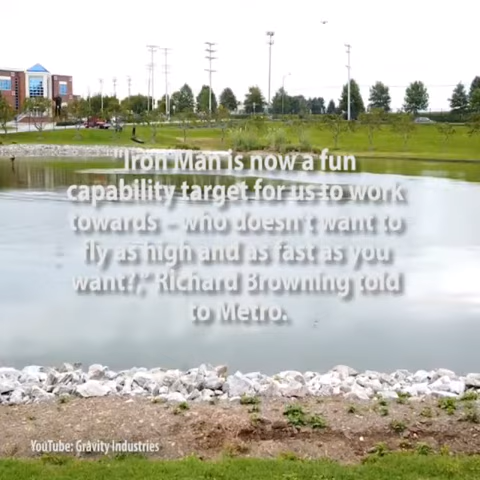 "Iron Man is now a fun
capability target for us to work
towards – who doesn't want to
fly as high and as fast as you
want?," Richard Browning told
to Metro.
YouTube: Gravity Industries